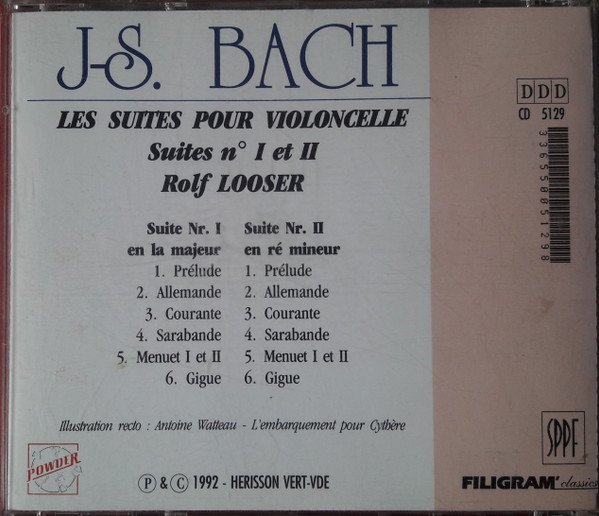 J-S. BACH
LES SUITES POUR VIOLONCELLE
Suites n° I et II
Rolf LOOSER
Suite Nr. I
en la majeur
1. Prélude
2. Allemande
3. Courante
4. Sarabande
5. Menuet I et II
6. Gigue
Suite Nr. II
en ré mineur
1. Prélude
2. Allemande
3. Courante
4. Sarabande
5. Menuet I et II
6. Gigue
Illustration recto : Antoine Watteau - L'embarquement pour Cythère
POWDER
Ⓟ & © 1992 - HERISSON VERT-VDE
DDD
CD 5129
336550051298
SPPF
FILIGRAM' classics